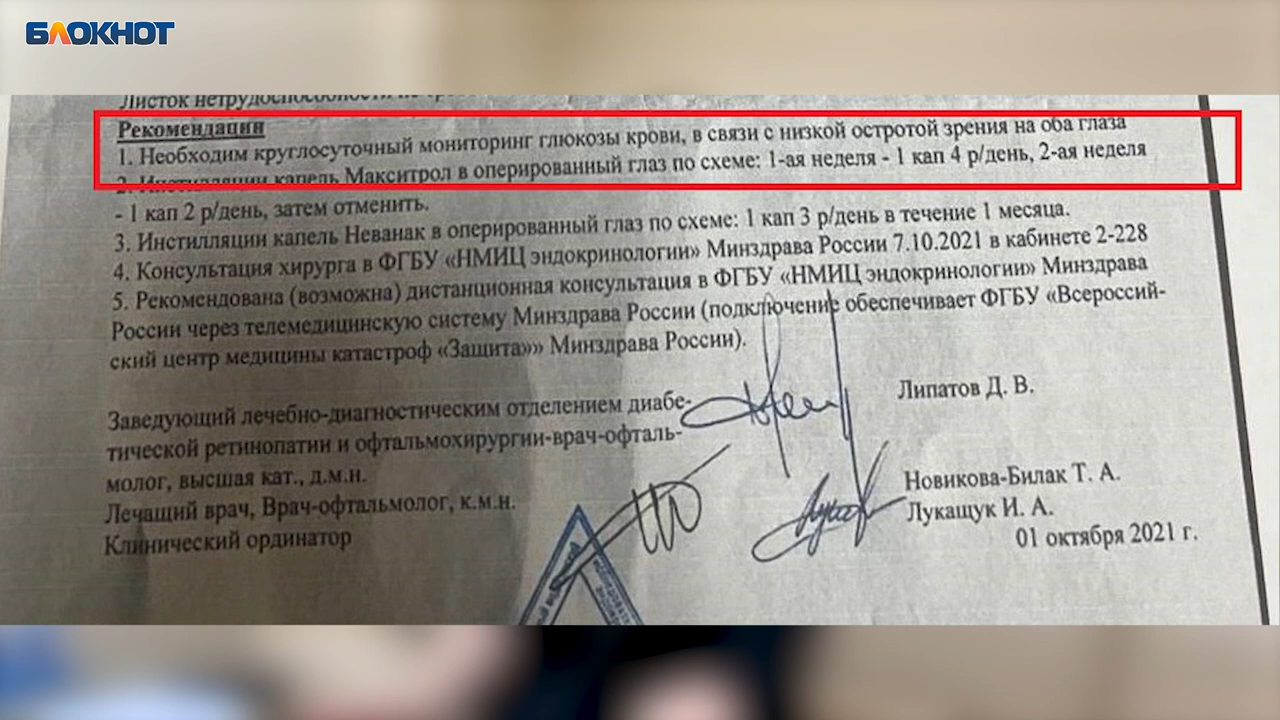 БЛОКНОТ
Листок нетрудоспособности
Рекомендации
1. Необходим круглосуточный мониторинг глюкозы крови, в связи с низкой остротой зрения на оба глаза
2. Инстилляции капель Макситрол в оперированный глаз по схеме: 1-ая неделя - 1 кап 4 р/день, 2-ая неделя
- 1 кап 2 р/день, затем отменить.
3. Инстилляции капель Неванак в оперированный глаз по схеме: 1 кап 3 р/день в течение 1 месяца.
4. Консультация хирурга в ФГБУ «НМИЦ эндокринологии» Минздрава России 7.10.2021 в кабинете 2-228
5. Рекомендована (возможна) дистанционная консультация в ФГБУ «НМИЦ эндокринологии» Минздрава
России через телемедицинскую систему Минздрава России (подключение обеспечивает ФГБУ «Всероссий-
ский центр медицины катастроф «Защита»» Минздрава России).
Заведующий лечебно-диагностическим отделением диабе-
тической ретинопатии и офтальмохирургии-врач-офталь-
молог, высшая кат., д.м.н.
Липатов Д. В.
Лечащий врач, Врач-офтальмолог, к.м.н.
Новикова-Билак Т. А.
Клинический ординатор
Лукащук И. А.
01 октября 2021 г.